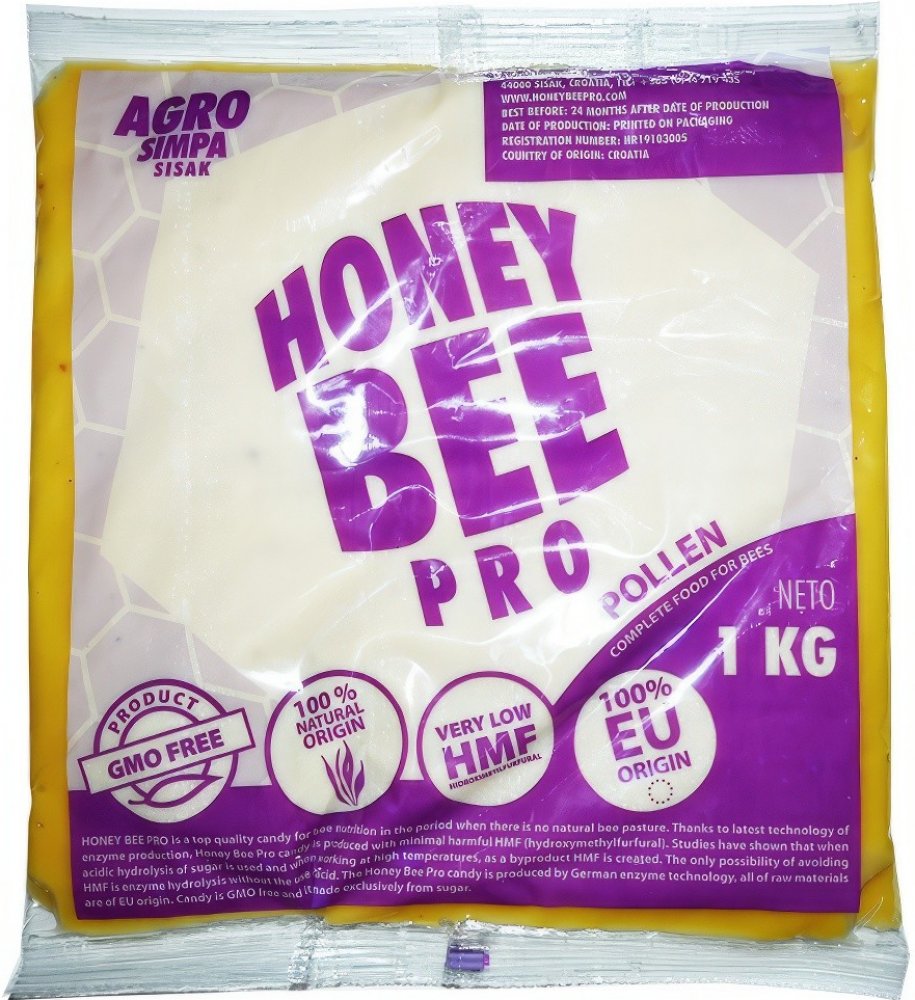 AGRO
SIMPA
SISAK
44000 SISAK, CROATIA,
WWW.HONEYBEEPRO.COM
BEST BEFORE: 24 MONTHS AFTER DATE OF PRODUCTION
DATE OF PRODUCTION: PRINTED ON PACKAGING
REGISTRATION NUMBER: HR19103005
COUNTRY OF ORIGIN: CROATIA
HONEY
BEE
PRO
POLLEN
COMPLETE FOOD FOR BEES
NETO
1 KG
PRODUCT
GMO FREE
100%
NATURAL
ORIGIN
VERY LOW
HMF
100%
EU
ORIGIN
HONEY BEE PRO is a top quality candy for bee nutrition in the period when there is no natural bee pasture. Thanks to latest technology of
enzyme production, Honey Bee Pro candy is produced with minimal harmful HMF (hydroxymethylfurfural). Studies have shown that when
acidic hydrolysis of sugar is used and when working at high temperatures, as a byproduct HMF is created. The only possibility of avoiding
HMF is enzyme hydrolysis without the use acid. The Honey Bee Pro candy is produced by German enzyme technology, all of raw materials
are of EU origin. Candy is GMO free and made exclusively from sugar.